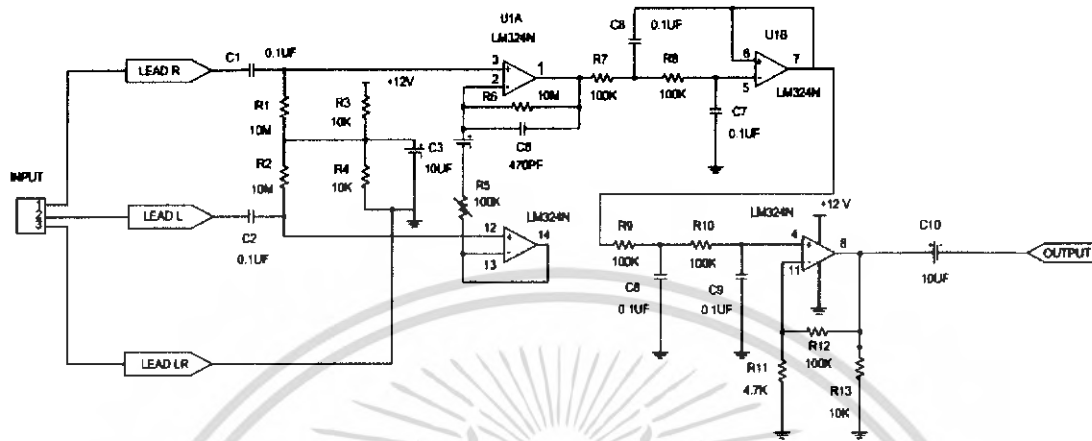 U1A
LM324N
C1
0.1UF
LEAD R
3
2
1
+12V
R1
10M
R3
10K
R6
10M
C6
470PF
R7
100K
C8
0.1UF
R8
100K
C7
0.1UF
U1B
6
5
7
LM324N
C3
10UF
R2
10M
R4
10K
INPUT
1
2
3
LEAD L
C2
0.1UF
R5
100K
LM324N
12
13
14
LEAD LR
R9
100K
R10
100K
C8
0.1UF
C9
0.1UF
LM324N
+12 V
4
11
8
C10
10UF
OUTPUT
R12
100K
R11
4.7K
R13
10K